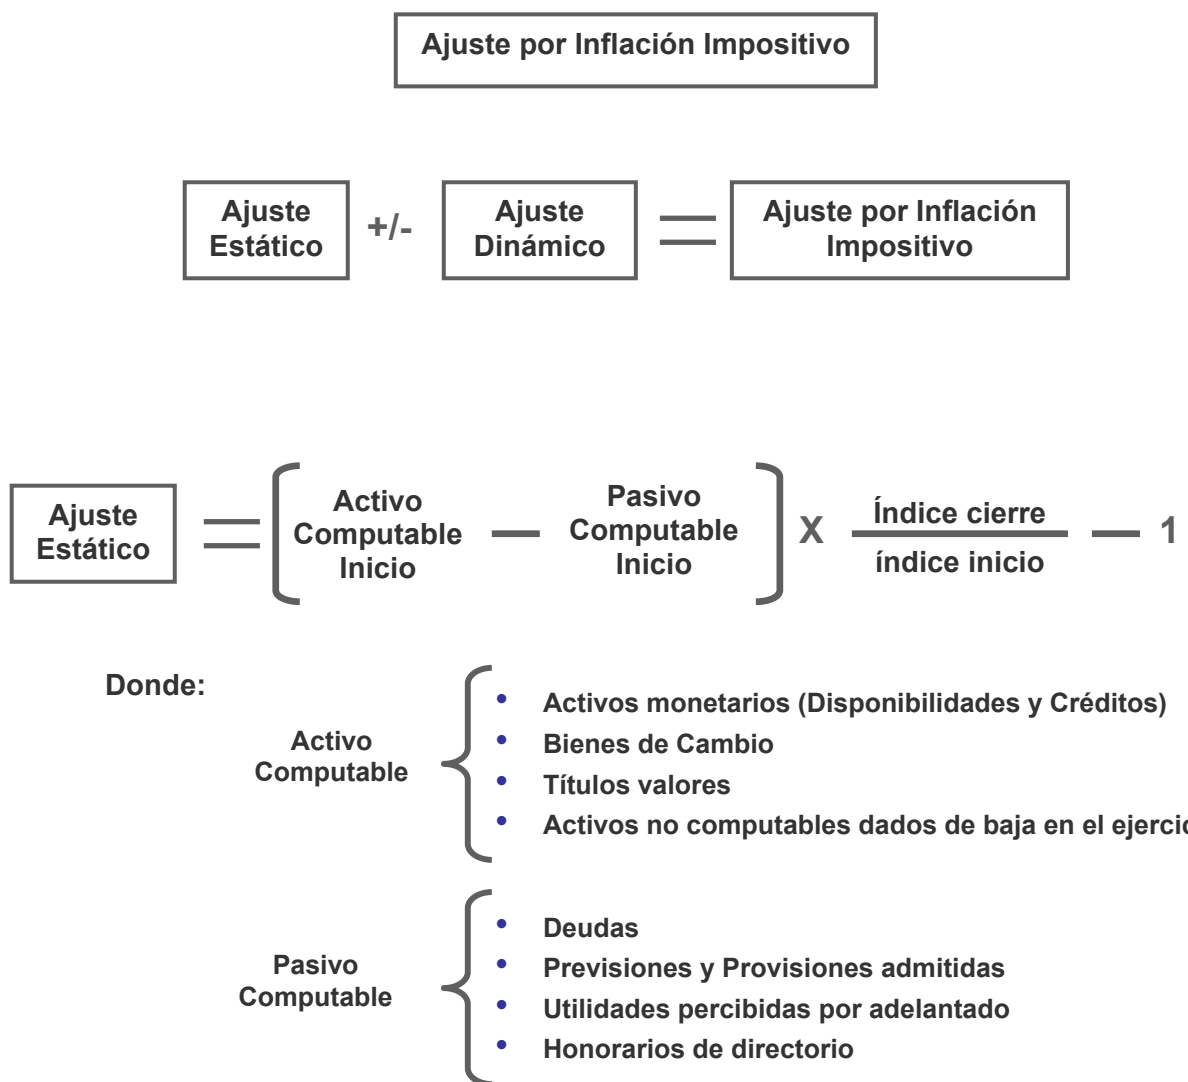 Ajuste por Inflación Impositivo
Ajuste
Estático
+/-
Ajuste
Dinámico
=
Ajuste por Inflación
Impositivo
Ajuste
Estático
=
Activo
Computable
Inicio
—
Pasivo
Computable
Inicio
X
Índice cierre
índice inicio
— 1
Donde:
Activo
Computable
• Activos monetarios (Disponibilidades y Créditos)
• Bienes de Cambio
• Títulos valores
• Activos no computables dados de baja en el
Pasivo
Computable
• Deudas
• Previsiones y Provisiones admitidas
• Utilidades percibidas por adelantado
• Honorarios de directorio